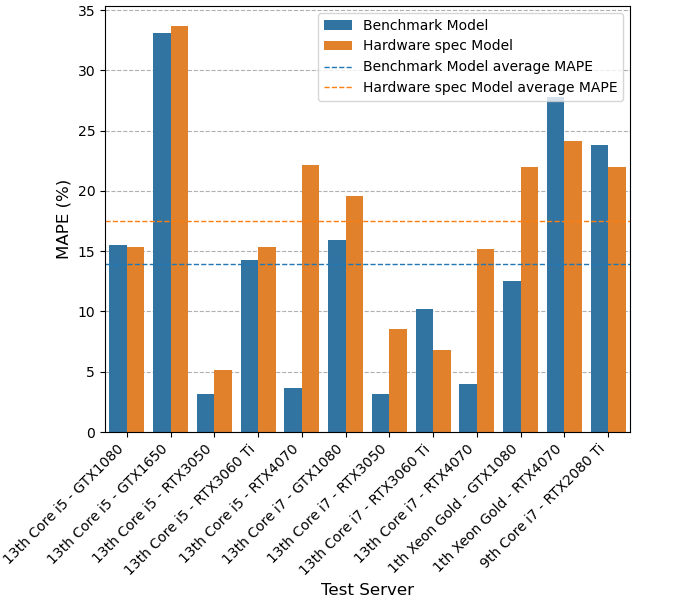 35
30
25
20
15
10
5
0
MAPE (%)
Benchmark Model
Hardware spec Model
Benchmark Model average MAPE
Hardware spec Model average MAPE
13th Core i5 - GTX1080
13th Core i5 - GTX1650
13th Core i5 - RTX3050
13th Core i5 - RTX3060 Ti
13th Core i5 - RTX4070
13th Core i7 - GTX1080
13th Core i7 - RTX3050
13th Core i7 - RTX3060 Ti
13th Core i7 - RTX4070
1th Xeon Gold - GTX1080
1th Xeon Gold - RTX4070
9th Core i7 - RTX2080 Ti
Test Server